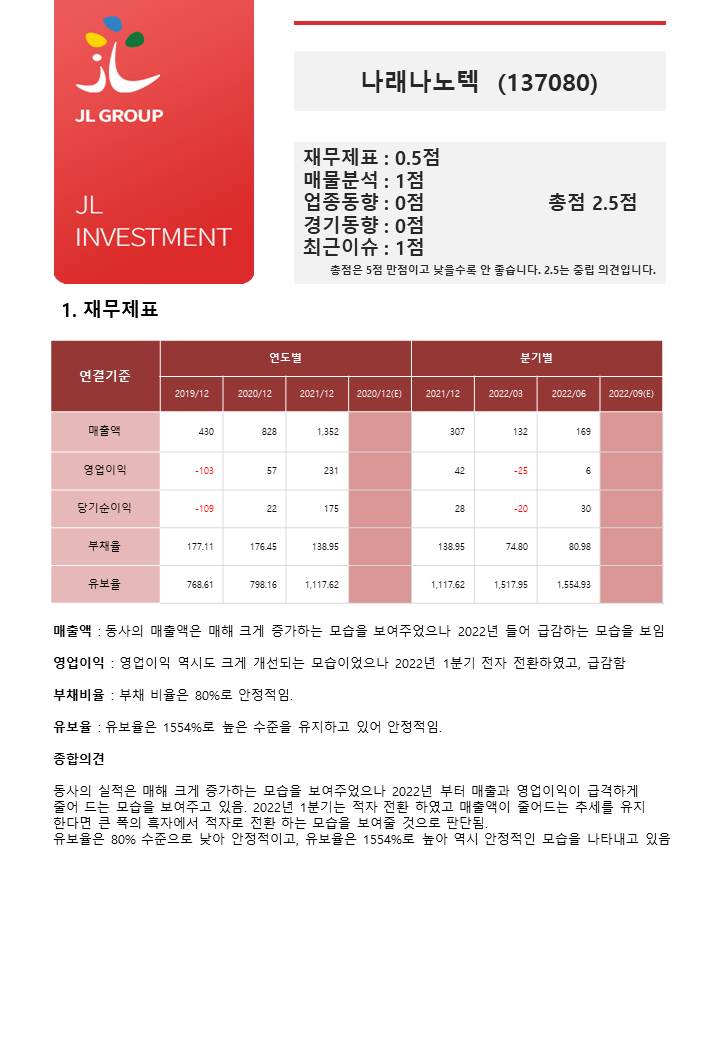 JL GROUP
JL
INVESTMENT
나래나노텍 (137080)
재무제표 : 0.5점
매물분석 : 1점
업종동향 : 0점 총점 2.5점
경기동향 : 0점
최근이슈 : 1점
총점은 5점 만점이고 낮을수록 안 좋습니다. 2.5는 중립 의견입니다.
1. 재무제표
연결기준 연도별 분기별
2019/12 2020/12 2021/12 2020/12(E) 2021/12 2022/03 2022/06 2022/09(E)
매출액 430 828 1,352 307 132 169
영업이익 -103 57 231 42 -25 6
당기순이익 -109 22 175 28 -20 30
부채율 177.11 176.45 138.95 138.95 74.80 80.98
유보율 768.61 798.16 1,117.62 1,117.62 1,517.95 1,554.93
매출액 : 동사의 매출액은 매해 크게 증가하는 모습을 보여주었으나 2022년 들어 급감하는 모습을 보임
영업이익 : 영업이익 역시도 크게 개선되는 모습이었으나 2022년 1분기 전자 전환하였고, 급감함
부채비율 : 부채 비율은 80%로 안정적임.
유보율 : 유보율은 1554%로 높은 수준을 유지하고 있어 안정적임.
종합의견
동사의 실적은 매해 크게 증가하는 모습을 보여주었으나 2022년 부터 매출과 영업이익이 급격하게
줄어 드는 모습을 보여주고 있음. 2022년 1분기는 적자 전환 하였고 매출액이 줄어드는 추세를 유지
한다면 큰 폭의 흑자에서 적자로 전환 하는 모습을 보여줄 것으로 판단됨.
유보율은 80% 수준으로 낮아 안정적이고, 유보율은 1554%로 높아 역시 안정적인 모습을 나타내고 있음